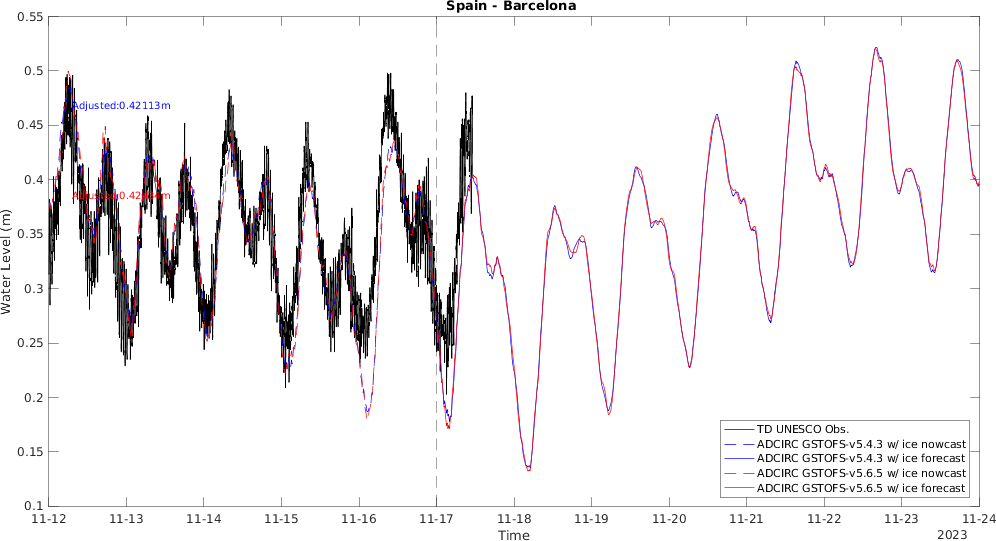 Spain - Barcelona
0.55
0.5
0.45
0.4
0.35
0.3
0.25
0.2
0.15
0.1
Water Level (m)
Adjusted:0.42113m
11-12
11-13
11-14
11-15
11-16
11-17
11-18
11-19
11-20
11-21
11-22
11-23
11-24
Time
2023
TD UNESCO Obs.
ADCIRC GSTOFS-v5.4.3 w/ ice nowcast
ADCIRC GSTOFS-v5.4.3 w/ ice forecast
ADCIRC GSTOFS-v5.6.5 w/ ice nowcast
ADCIRC GSTOFS-v5.6.5 w/ ice forecast